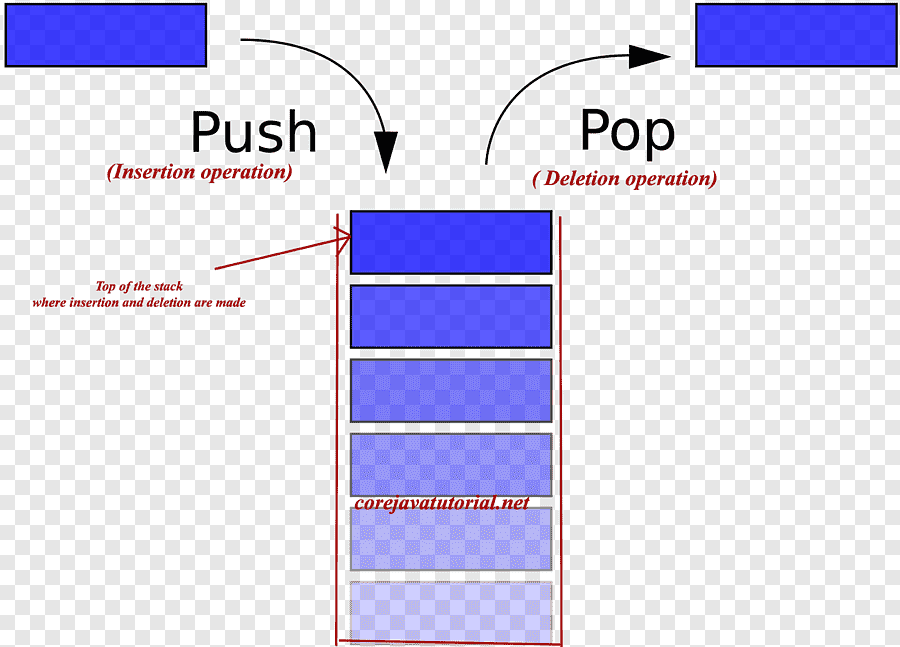 Push
(Insertion operation)
Pop
( Deletion operation)
Top of the stack
where insertion and deletion are made
corejavatutorial.net